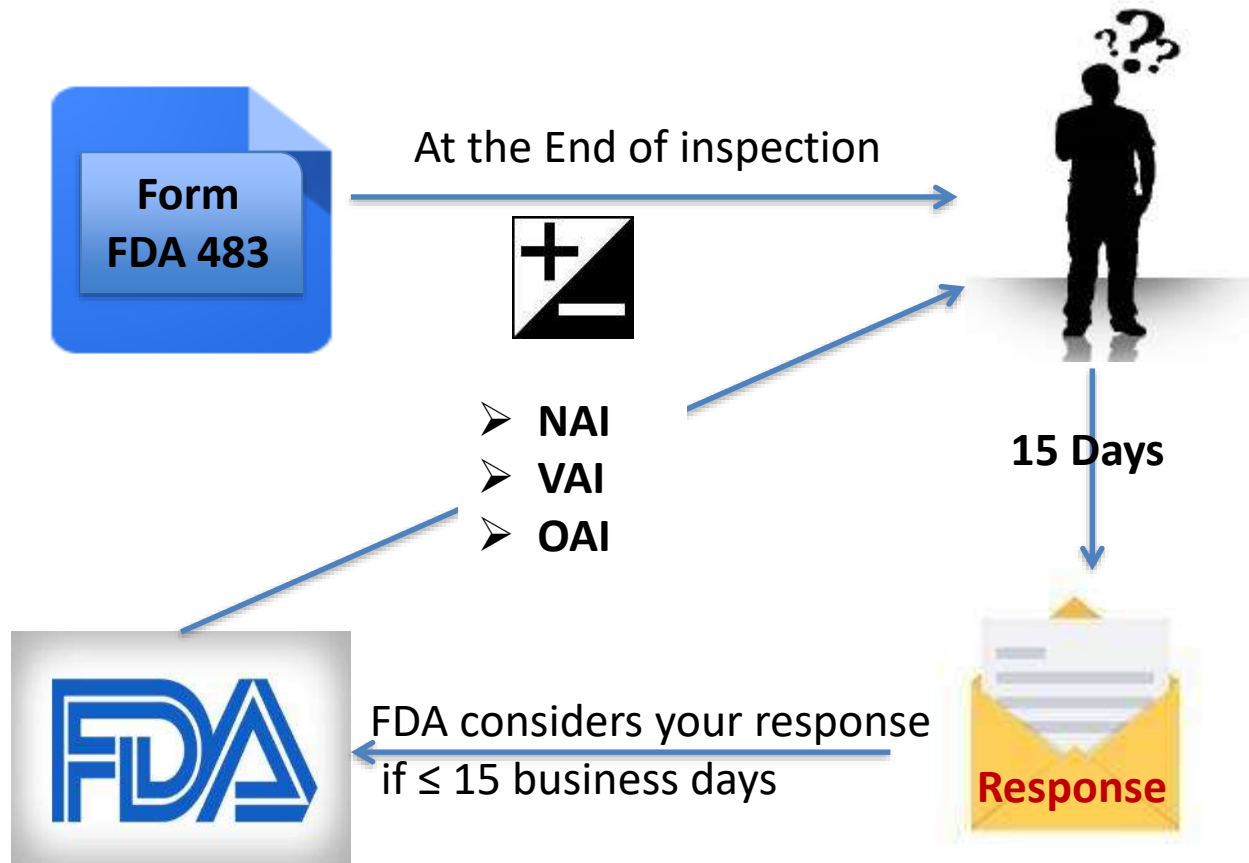 Form
FDA 483
At the End of inspection
???
+
−
➢ NAI
➢ VAI
➢ OAI
15 Days
FDA
FDA considers your response
if ≤ 15 business days
Response